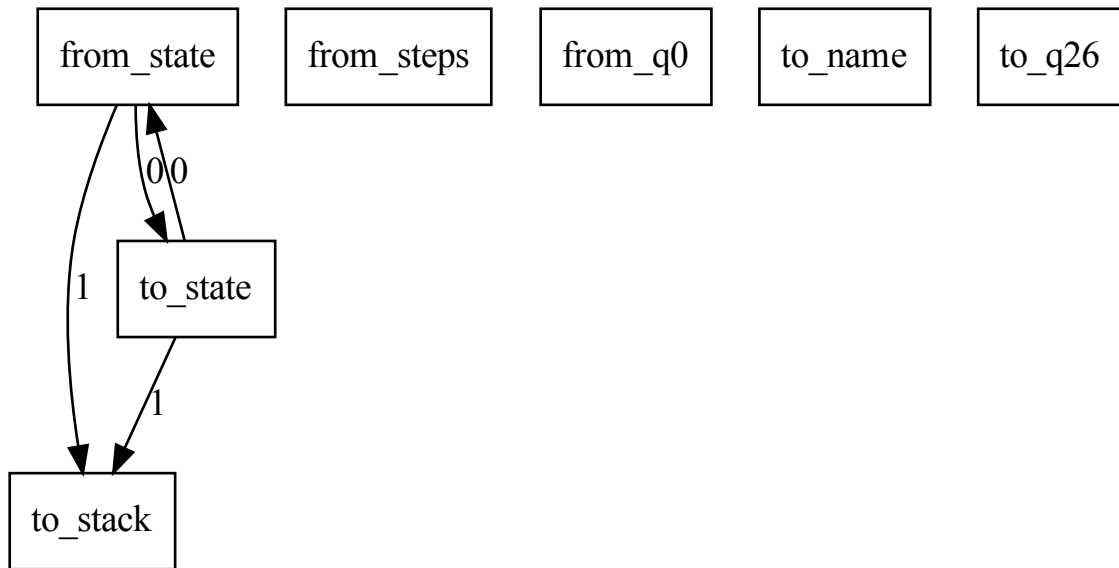 from_state
from_steps
from_q0
to_name
to_q26
0
0
to_state
1
1
to_stack